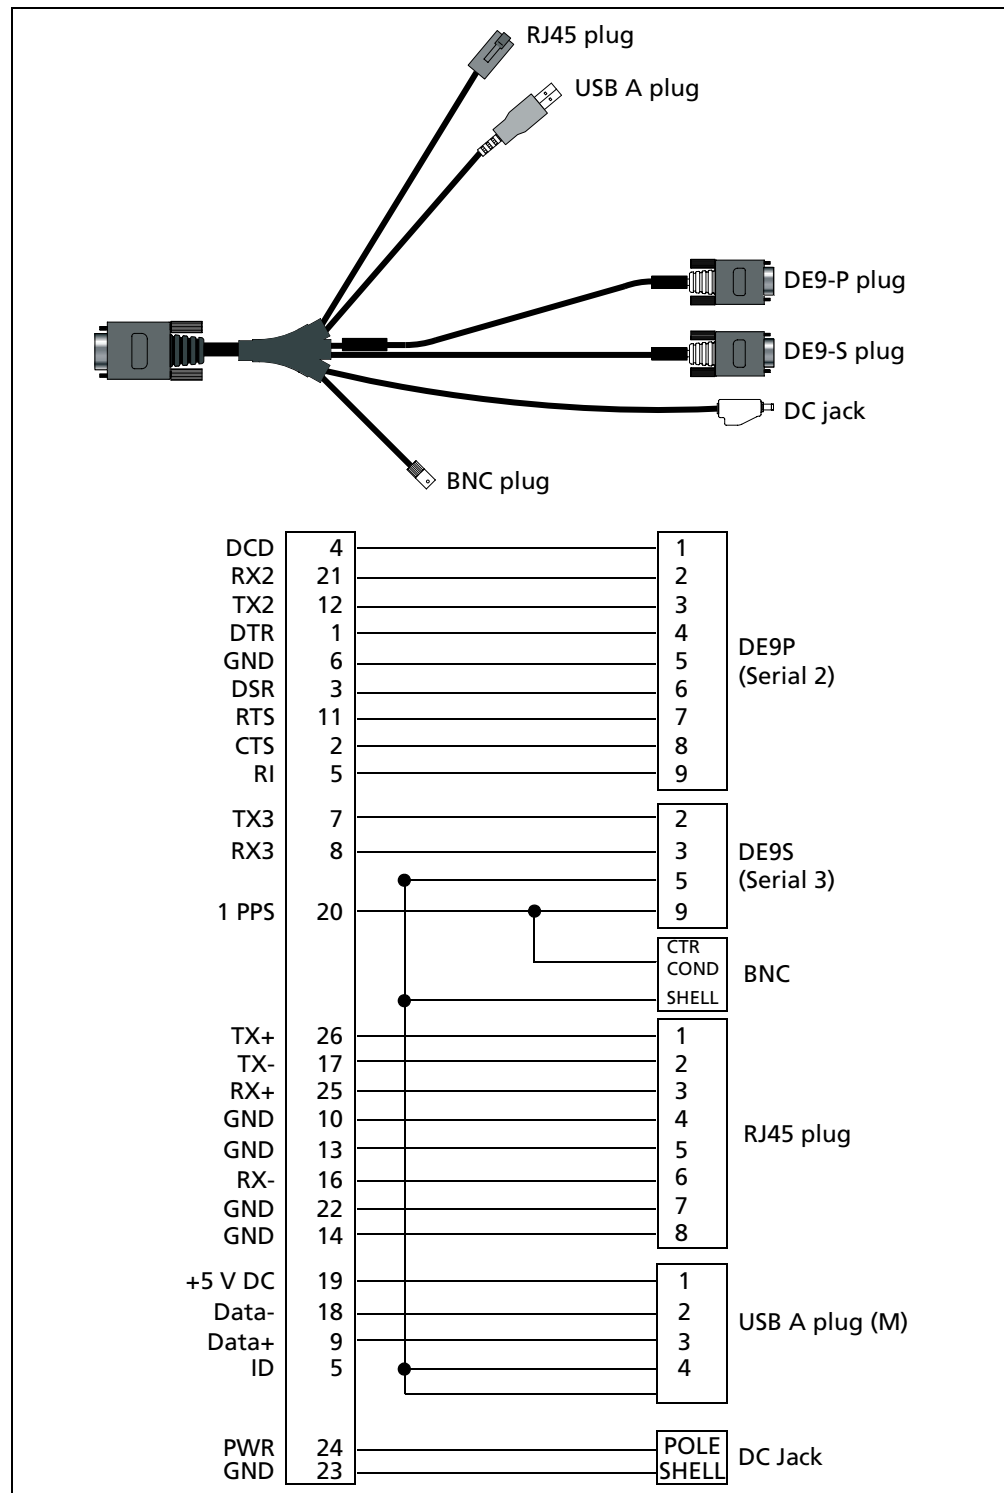 RJ45 plug
USB A plug
DE9-P plug
DE9-S plug
DC jack
BNC plug
DCD 4 1
RX2 21 2
TX2 12 3
DTR 1 4
GND 6 5
DE9P
(Serial 2)
DSR 3 6
RTS 11 7
CTS 2 8
RI 5 9
TX3 7 2
RX3 8 3
DE9S
(Serial 3)
5
1 PPS 20 9
CTR
COND
BNC
SHELL
TX+ 26 1
TX- 17 2
RX+ 25 3
GND 10 4
RJ45 plug
GND 13 5
RX- 16 6
GND 22 7
GND 14 8
+5 V DC 19 1
Data- 18 2
USB A plug (M)
Data+ 9 3
ID 5 4
PWR 24 POLE
DC Jack
GND 23 SHELL